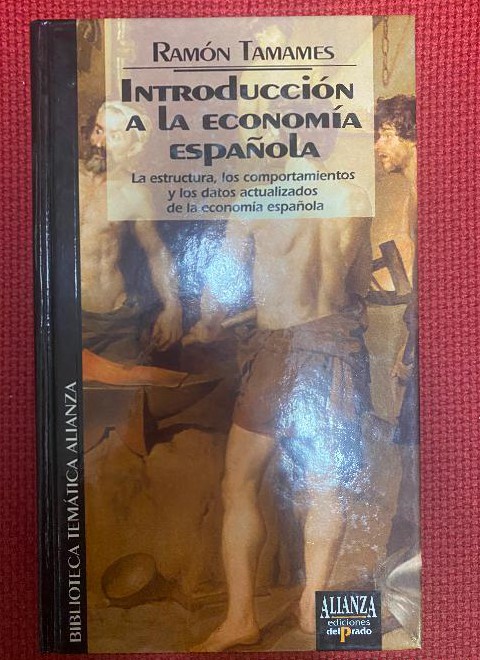 Ramón Tamames
Introducción
a la economía
española
La estructura, los comportamientos
y los datos actualizados
de la economía española
BIBLIOTECA TEMÁTICA ALIANZA
ALIANZA
ediciones
del Prado